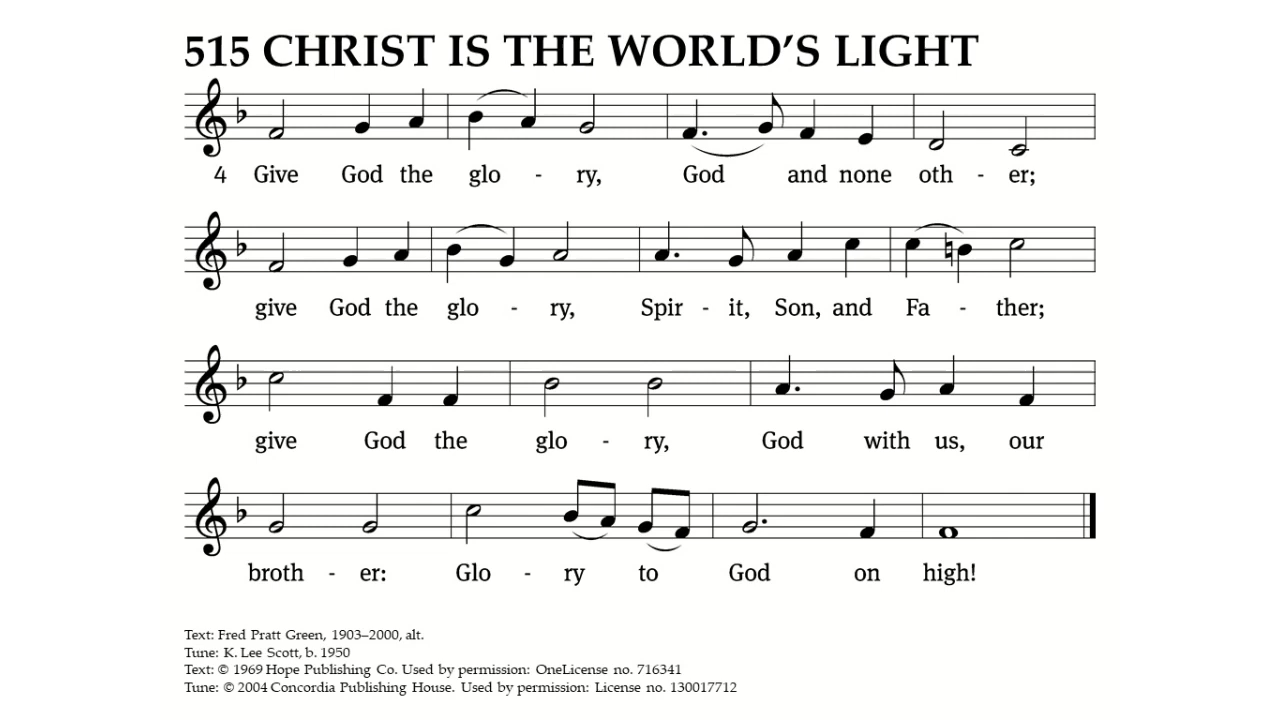 515 CHRIST IS THE WORLD'S LIGHT
4 Give God the glo - ry, God and none oth - er;
give God the glo - ry, Spir - it, Son, and Fa - ther;
give God the glo - ry, God with us, our
broth - er: Glo - ry to God on high!
Text: Fred Pratt Green, 1903–2000, alt.
Tune: K. Lee Scott, b. 1950
Text: © 1969 Hope Publishing Co. Used by permission: OneLicense no. 716341
Tune: © 2004 Concordia Publishing House. Used by permission: License no. 130017712